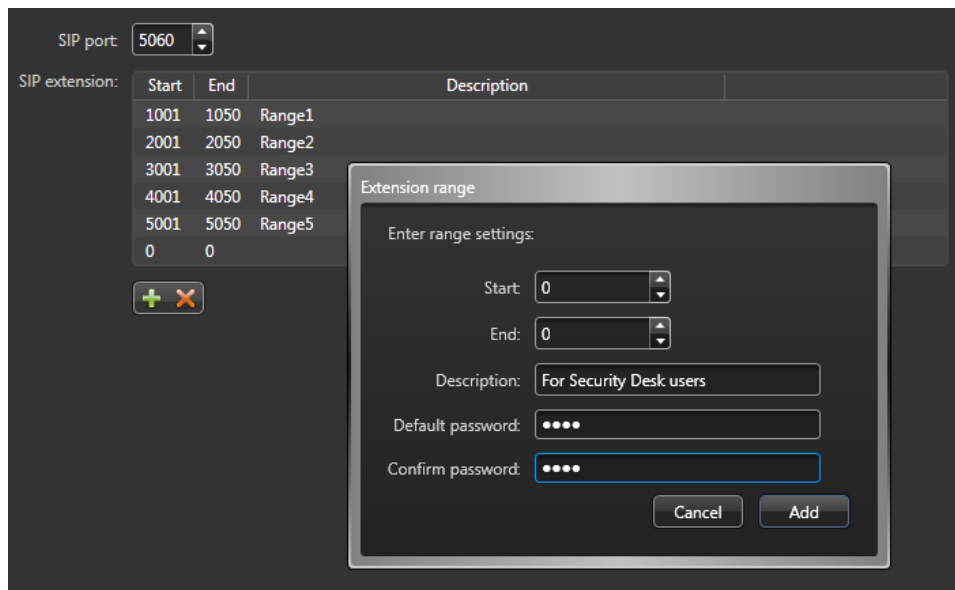 SIP port: 5060
SIP extension:
Start End Description
1001 1050 Range1
2001 2050 Range2
3001 3050 Range3
4001 4050 Range4
5001 5050 Range5
0 0
Extension range
Enter range settings:
Start: 0
End: 0
Description: For Security Desk users
Default password: ●●●●
Confirm password: ●●●●
Cancel Add